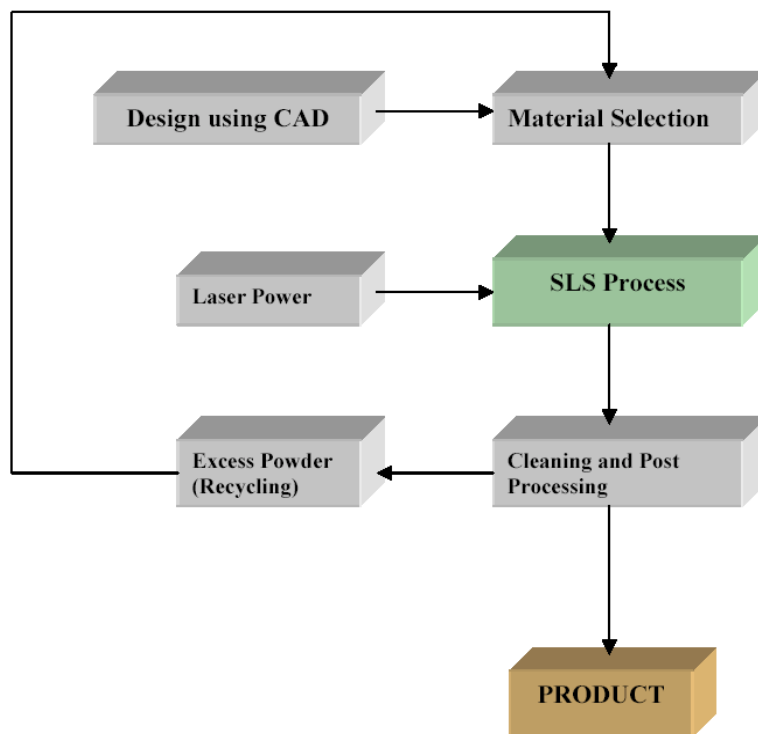 Design using CAD
Material Selection
Laser Power
SLS Process
Excess Powder
(Recycling)
Cleaning and Post
Processing
PRODUCT